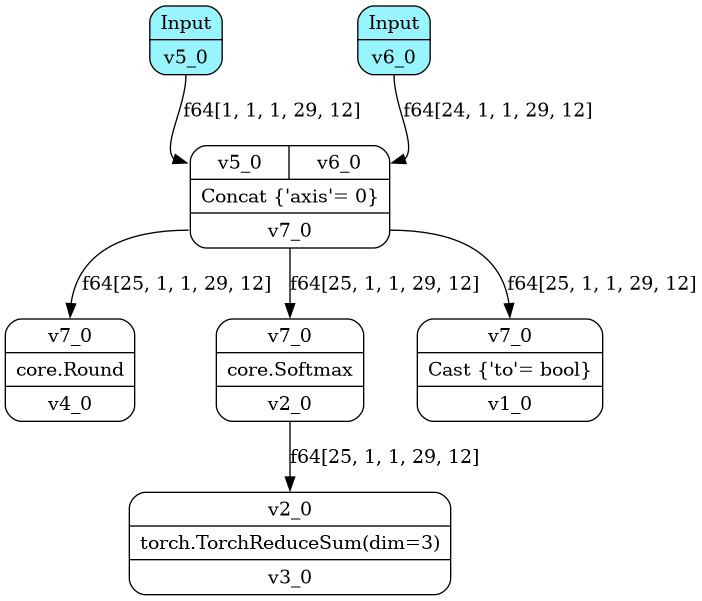 Input
v5_0
Input
v6_0
f64[1, 1, 1, 29, 12]
f64[24, 1, 1, 29, 12]
v5_0
v6_0
Concat {'axis'= 0}
v7_0
f64[25, 1, 1, 29, 12]
f64[25, 1, 1, 29, 12]
f64[25, 1, 1, 29, 12]
v7_0
core.Round
v4_0
v7_0
core.Softmax
v2_0
v7_0
Cast {'to'= bool}
v1_0
f64[25, 1, 1, 29, 12]
v2_0
torch.TorchReduceSum(dim=3)
v3_0